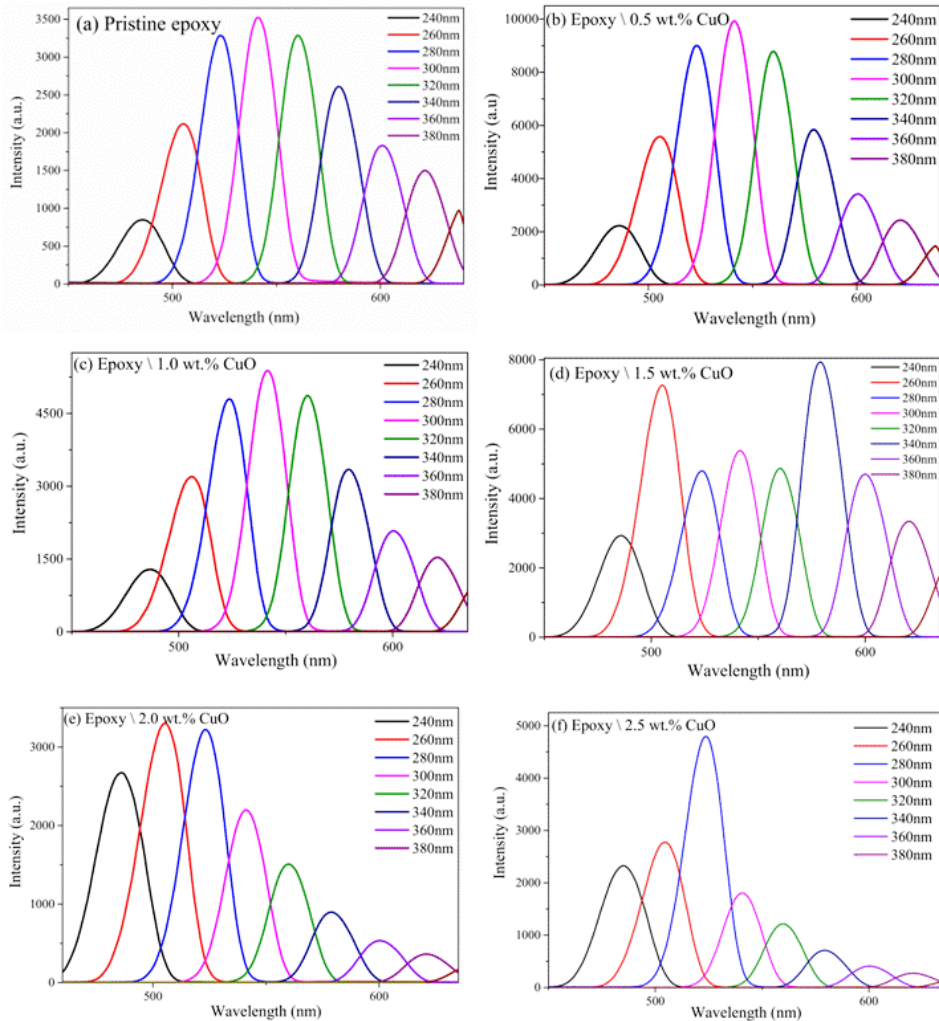 (a) Pristine epoxy
240nm
260nm
280nm
300nm
320nm
340nm
360nm
380nm
3500
3000
2500
2000
1500
1000
500
0
Intensity (a.u.)
500
600
Wavelength (nm)
(b) Epoxy \ 0.5 wt.% CuO
240nm
260nm
280nm
300nm
320nm
340nm
360nm
380nm
10000
8000
6000
4000
2000
0
Intensity (a.u)
500
600
Wavelength (nm)
(c) Epoxy \ 1.0 wt.% CuO
240nm
260nm
280nm
300nm
320nm
340nm
360nm
380nm
4500
3000
1500
0
Intensity (a.u.)
500
600
Wavelength (nm)
(d) Epoxy \ 1.5 wt.% CuO
240nm
260nm
280nm
300nm
320nm
340nm
360nm
380nm
8000
6000
4000
2000
0
Intensity (a.u.)
500
600
Wavelength (nm)
(e) Epoxy \ 2.0 wt.% CuO
240nm
260nm
280nm
300nm
320nm
340nm
360nm
380nm
3000
2000
1000
0
Intensity (a.u.)
500
600
Wavelength (nm)
(f) Epoxy \ 2.5 wt.% CuO
240nm
260nm
280nm
300nm
320nm
340nm
360nm
380nm
5000
4000
3000
2000
1000
0
Intensity (a.u.)
500
600
Wavelength (nm)